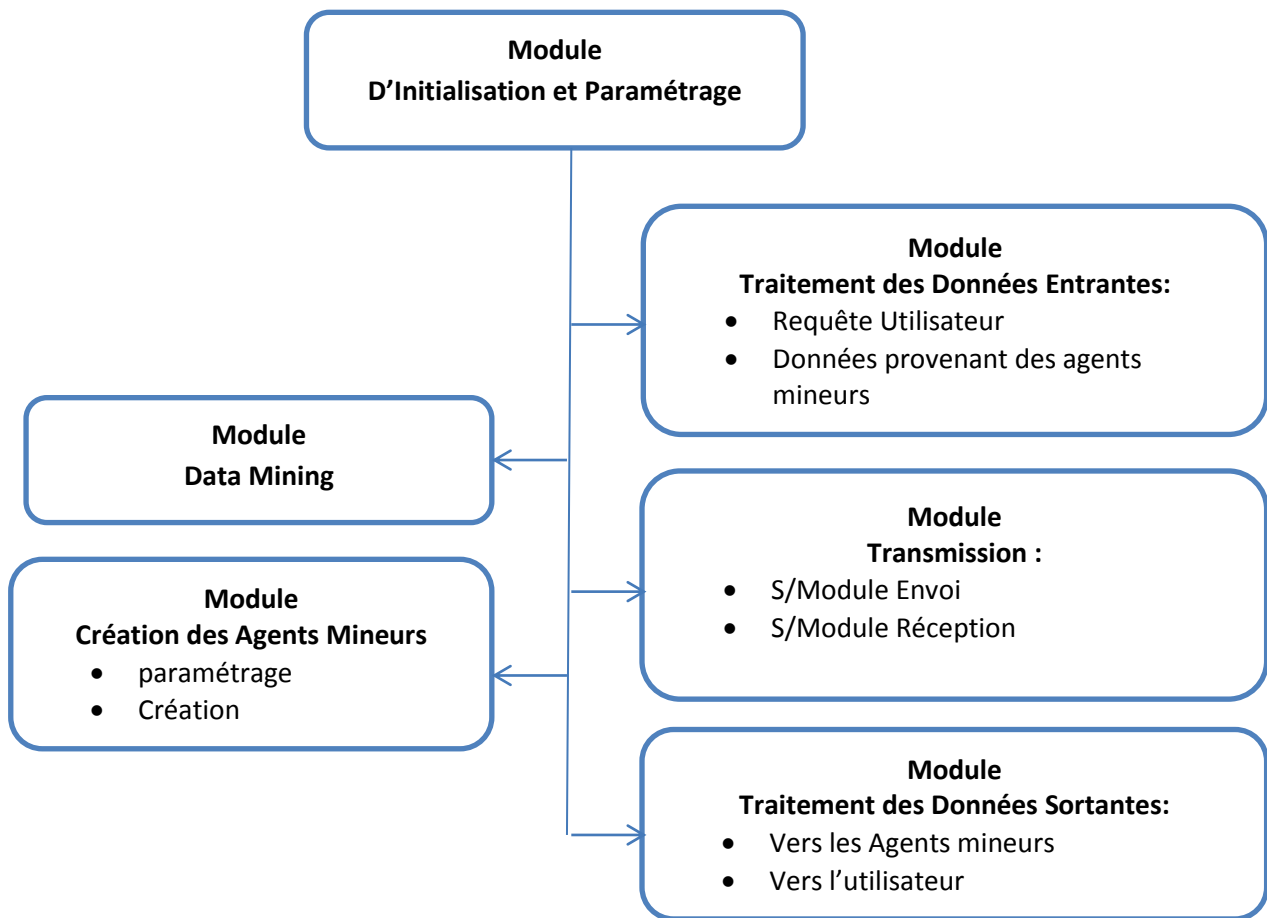 Module
D’Initialisation et Paramétrage
Module
Traitement des Données Entrantes:
• Requête Utilisateur
• Données provenant des agents
mineurs
Module
Data Mining
Module
Transmission :
• S/Module Envoi
• S/Module Réception
Module
Création des Agents Mineurs
• paramétrage
• Création
Module
Traitement des Données Sortantes:
• Vers les Agents mineurs
• Vers l’utilisateur